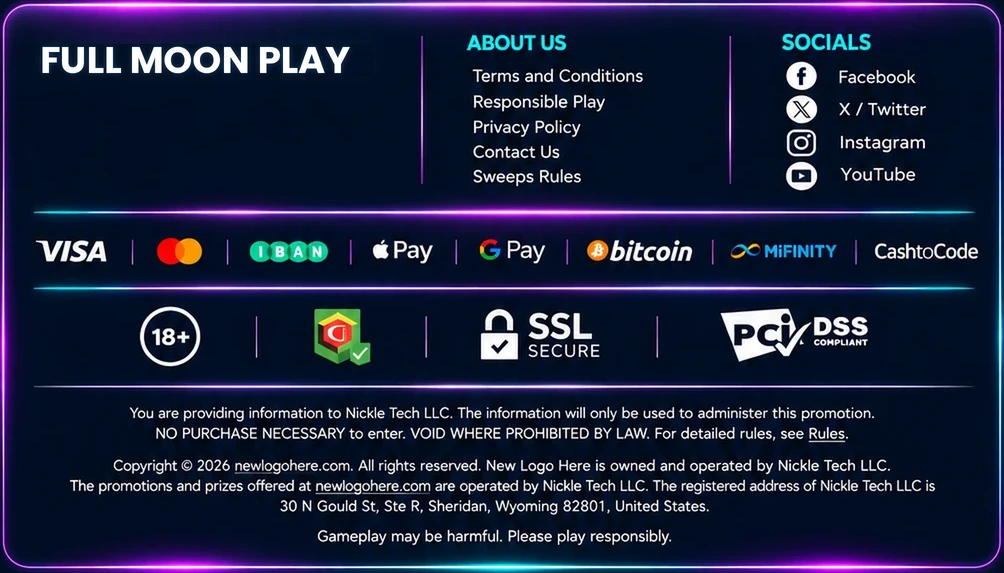 FULL MOON PLAY
ABOUT US
Terms and Conditions
Responsible Play
Privacy Policy
Contact Us
Sweeps Rules
SOCIALS
Facebook
X / Twitter
Instagram
YouTube
VISA
IBAN
Pay
G Pay
bitcoin
MiFINITY
CashtoCode
18+
SSL
SECURE
PCi DSS
COMPLIANT
You are providing information to Nickle Tech LLC. The information will only be used to administer this promotion.
NO PURCHASE NECESSARY to enter. VOID WHERE PROHIBITED BY LAW. For detailed rules, see Rules.
Copyright © 2026 newlogohere.com. All rights reserved. New Logo Here is owned and operated by Nickle Tech LLC.
The promotions and prizes offered at newlogohere.com are operated by Nickle Tech LLC. The registered address of Nickle Tech LLC is
30 N Gould St, Ste R, Sheridan, Wyoming 82801, United States.
Gameplay may be harmful. Please play responsibly.